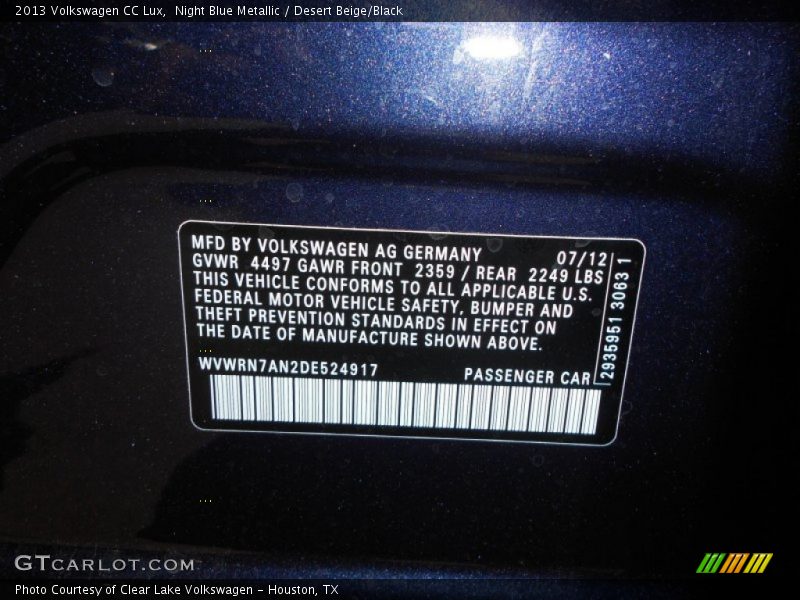 2013 Volkswagen CC Lux,  Night Blue Metallic / Desert Beige/Black
MFD BY VOLKSWAGEN AG GERMANY 07/12
GVWR 4497 GAWR FRONT 2359 / REAR 2249 LBS
THIS VEHICLE CONFORMS TO ALL APPLICABLE U.S.
FEDERAL MOTOR VEHICLE SAFETY, BUMPER AND
THEFT PREVENTION STANDARDS IN EFFECT ON
THE DATE OF MANUFACTURE SHOWN ABOVE.
WVWRN7AN2DE524917 PASSENGER CAR
2935951 3063 1
GTCARLOT.COM
Photo Courtesy of Clear Lake Volkswagen - Houston, TX